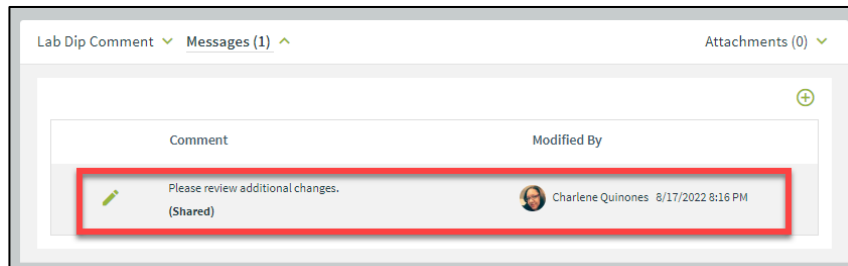 Lab Dip Comment Messages (1) Attachments (0)
Comment Modified By
Please review additional changes. Charlene Quinones 8/17/2022 8:16 PM
(Shared)